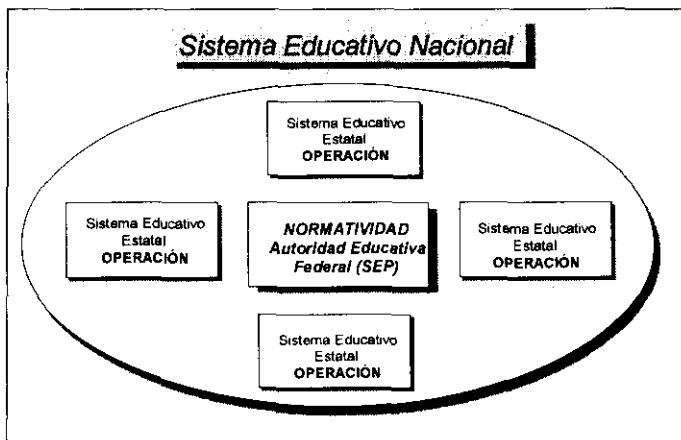 Sistema Educativo Nacional
Sistema Educativo
Estatal
OPERACIÓN
Sistema Educativo
Estatal
OPERACIÓN
NORMATIVIDAD
Autoridad Educativa
Federal (SEP)
Sistema Educativo
Estatal
OPERACIÓN
Sistema Educativo
Estatal
OPERACIÓN